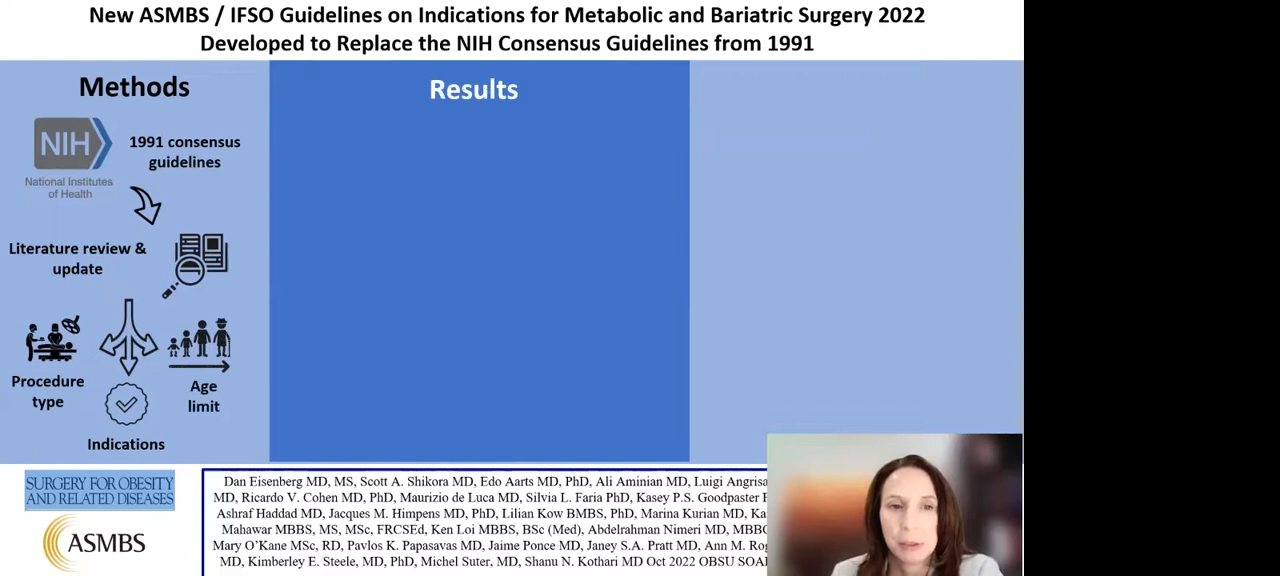 New ASMBS / IFSO Guidelines on Indications for Metabolic and Bariatric Surgery 2022
Developed to Replace the NIH Consensus Guidelines from 1991
Methods
NIH
National Institutes
of Health
1991 consensus
guidelines
Literature review &
update
Procedure
type
Age
limit
Indications
Results
SURGERY FOR OBESITY
AND RELATED DISEASES
ASMBS
Dan Eisenberg MD, MS, Scott A. Shikora MD, Edo Aarts MD, PhD, Ali Aminian MD, Luigi Angrisa
MD, Ricardo V. Cohen MD, PhD, Maurizio de Luca MD, Silvia L. Faria PhD, Kasey P.S. Goodpaster
Ashraf Haddad MD, Jacques M. Himpens MD, PhD, Lilian Kow BMBS, PhD, Marina Kurian MD, Ka
Mahawar MBBS, MS, MSc, FRCSEd, Ken Loi MBBS, BSc (Med), Abdelrahman Nimeri MD, MBBC
Mary O'Kane MSc, RD, Pavlos K. Papasavas MD, Jaime Ponce MD, Janey S.A. Pratt MD, Ann M. Rog
MD, Kimberley E. Steele, MD, PhD, Michel Suter, MD, Shanu N. Kothari MD Oct 2022 OBSU SOA